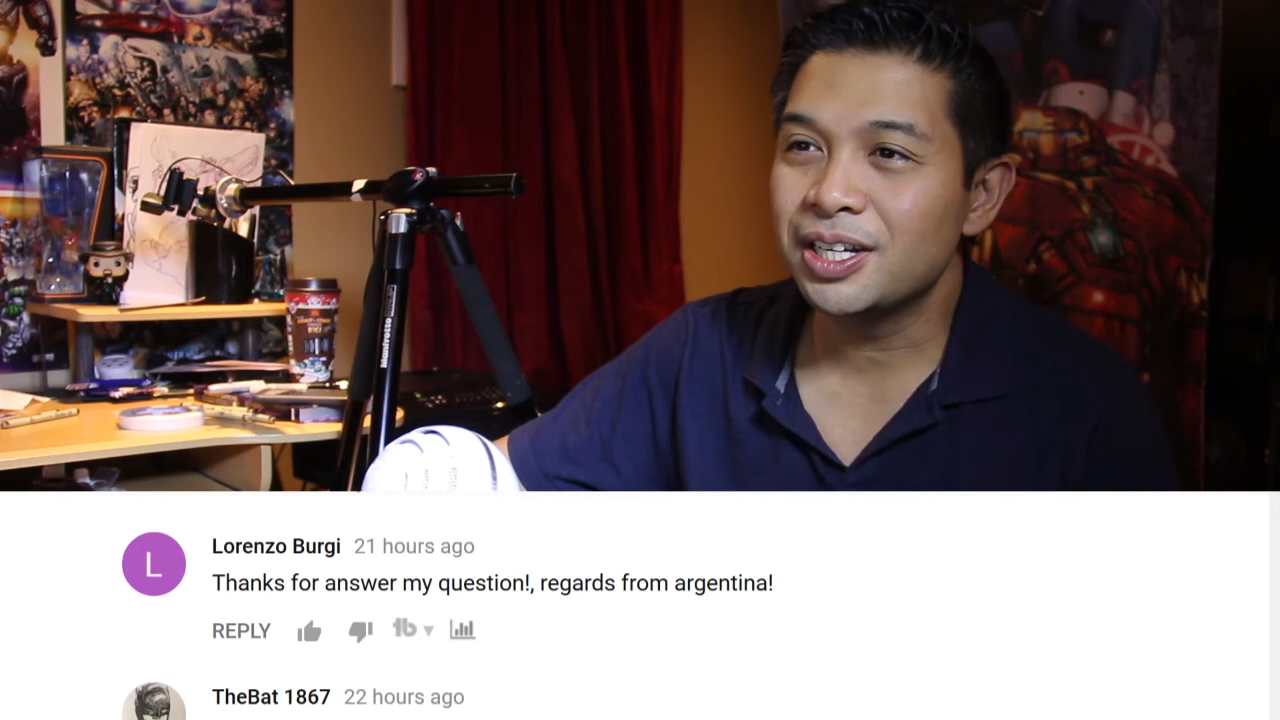 Manfrotto
Lorenzo Burgi 21 hours ago
Thanks for answer my question!, regards from argentina!
REPLY
TheBat 1867 22 hours ago